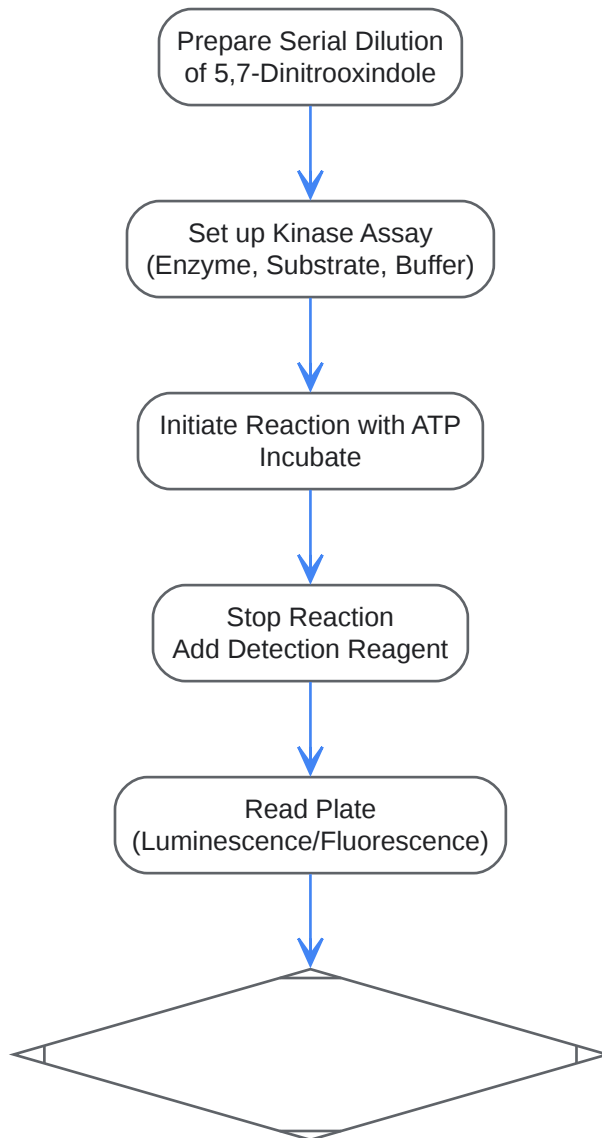 Prepare Serial Dilution
of 5,7-Dinitrooxindole
Set up Kinase Assay
(Enzyme, Substrate, Buffer)
Initiate Reaction with ATP
Incubate
Stop Reaction
Add Detection Reagent
Read Plate
(Luminescence/Fluorescence)